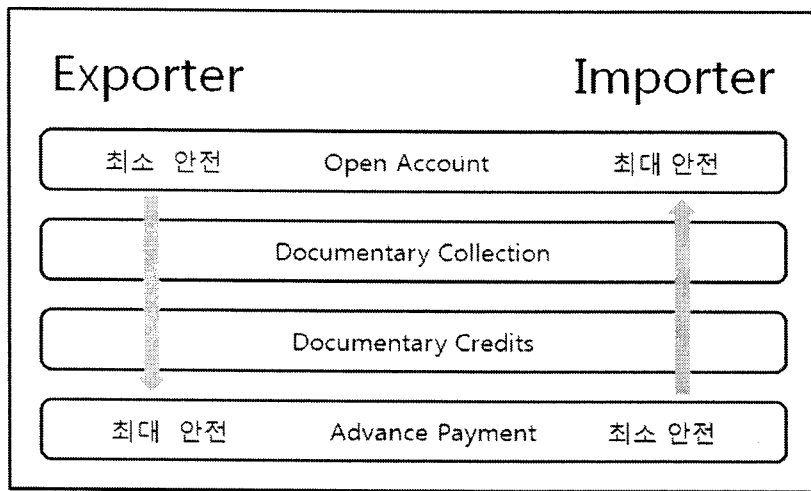 Exporter Importer
최소 안전 Open Account 최대 안전
Documentary Collection
Documentary Credits
최대 안전 Advance Payment 최소 안전